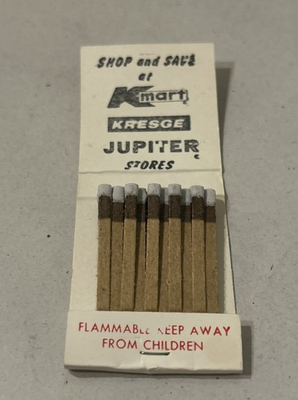 SHOP and SAVE
at
Kmart
KRESGE
JUPITER
STORES
FLAMMABLE KEEP AWAY
FROM CHILDREN